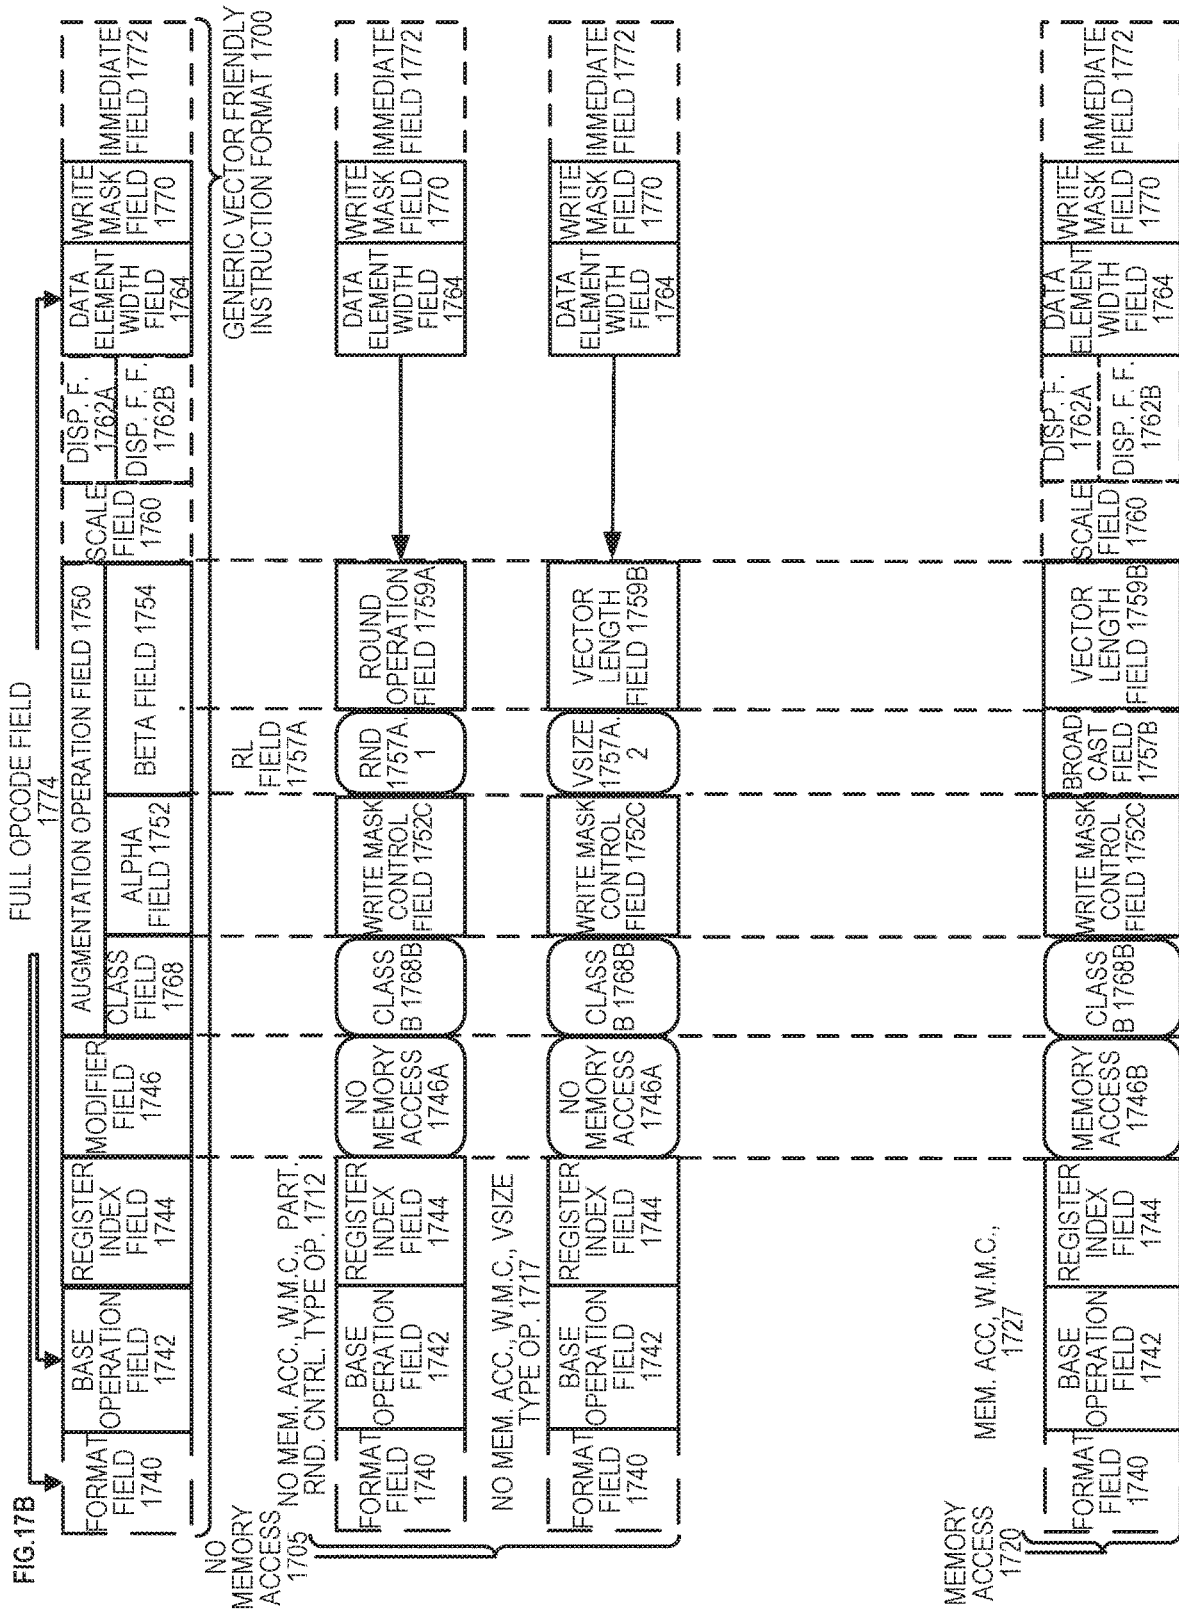 FIG.17B
FULL OPCODE FIELD
1774
FORMAT
FIELD
1740
BASE
OPERATION
FIELD
1742
REGISTER
INDEX
FIELD
1744
MODIFIER
FIELD
1746
AUGMENTATION OPERATION FIELD 1750
CLASS
FIELD
1768
ALPHA
FIELD 1752
BETA FIELD 1754
SCALE
FIELD
1760
DISP. F.
1762A
DISP. F. F.
1762B
DATA
ELEMENT
WIDTH
FIELD
1764
WRITE
MASK
FIELD
1770
IMMEDIATE
FIELD 1772
GENERIC VECTOR FRIENDLY
INSTRUCTION FORMAT 1700
NO
MEMORY
ACCESS
1705
RL
FIELD
1757A
NO MEM. ACC., W.M.C., PART.
RND. CNTRL. TYPE OP. 1712
FORMAT
FIELD
1740
BASE
OPERATION
FIELD
1742
REGISTER
INDEX
FIELD
1744
NO
MEMORY
ACCESS
1746A
CLASS
B 1768B
WRITE MASK
CONTROL
FIELD 1752C
RND
1757A.
1
ROUND
OPERATION
FIELD 1759A
DATA
ELEMENT
WIDTH
FIELD
1764
WRITE
MASK
FIELD
1770
IMMEDIATE
FIELD 1772
NO MEM. ACC., W.M.C., VSIZE
TYPE OP. 1717
FORMAT
FIELD
1740
BASE
OPERATION
FIELD
1742
REGISTER
INDEX
FIELD
1744
NO
MEMORY
ACCESS
1746A
CLASS
B 1768B
WRITE MASK
CONTROL
FIELD 1752C
VSIZE
1757A.
2
VECTOR
LENGTH
FIELD 1759B
DATA
ELEMENT
WIDTH
FIELD
1764
WRITE
MASK
FIELD
1770
IMMEDIATE
FIELD 1772
MEMORY
ACCESS
1720
MEM. ACC, W.M.C.,
1727
FORMAT
FIELD
1740
BASE
OPERATION
FIELD
1742
REGISTER
INDEX
FIELD
1744
MEMORY
ACCESS
1746B
CLASS
B 1768B
WRITE MASK
CONTROL
FIELD 1752C
BROAD
CAST
FIELD
1757B
VECTOR
LENGTH
FIELD 1759B
SCALE
FIELD
1760
DISP. F.
1762A
DISP. F. F.
1762B
DATA
ELEMENT
WIDTH
FIELD
1764
WRITE
MASK
FIELD
1770
IMMEDIATE
FIELD 1772